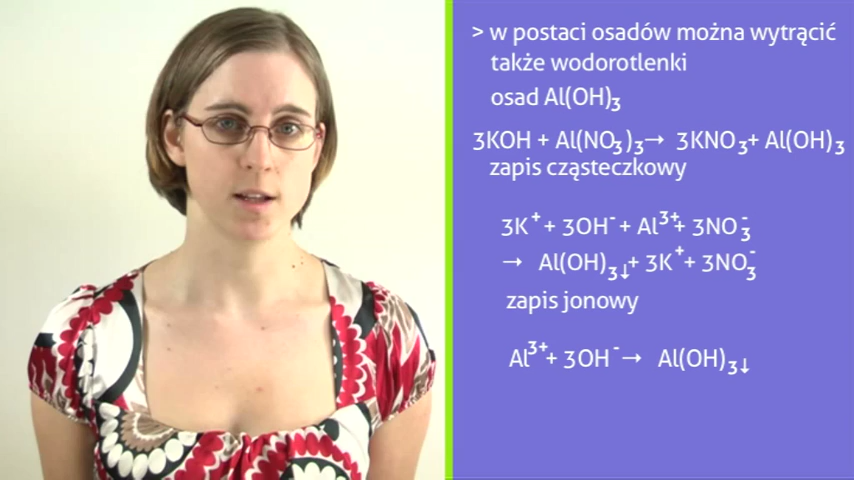 > w postaci osadów można wytrącić
także wodorotlenki
osad Al(OH)₃
3KOH + Al(NO₃)₃→ 3KNO₃+ Al(OH)₃
zapis cząsteczkowy
3K⁺ + 3OH⁻ + Al³⁺+ 3NO₃⁻
→ Al(OH)₃↓+ 3K⁺+ 3NO₃⁻
zapis jonowy
Al³⁺+ 3OH⁻→ Al(OH)₃↓